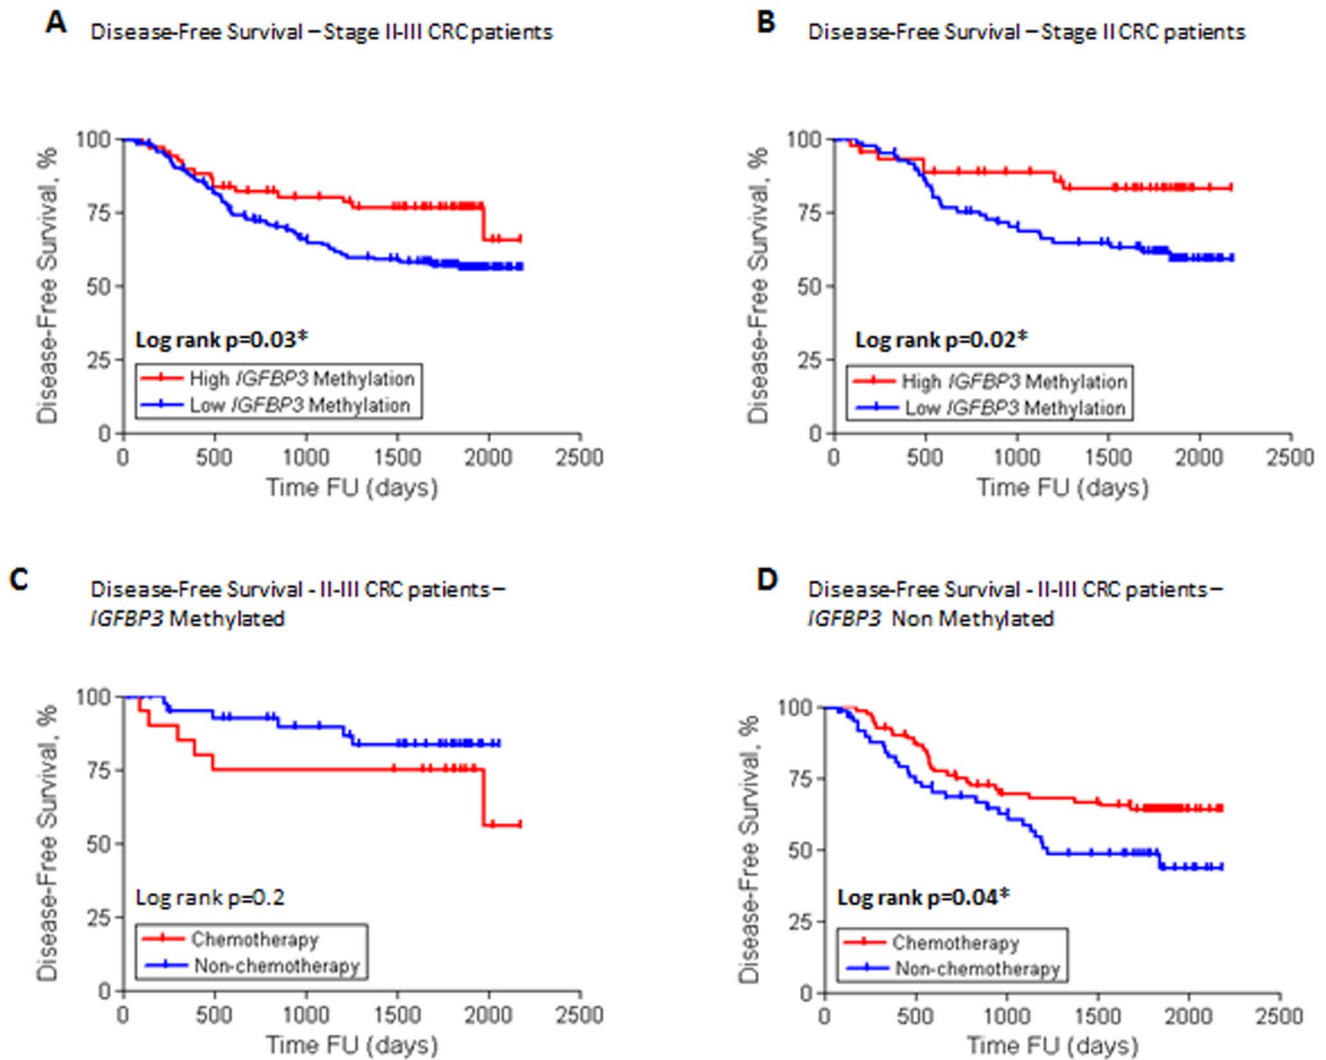 A Disease-Free Survival – Stage II-III CRC patients
Disease-Free Survival, %
100
75
50
25
0
Log rank p=0.03*
High IGFBP3 Methylation
Low IGFBP3 Methylation
0 500 1000 1500 2000 2500
Time FU (days)
B Disease-Free Survival – Stage II CRC patients
Disease-Free Survival, %
100
75
50
25
0
Log rank p=0.02*
High IGFBP3 Methylation
Low IGFBP3 Methylation
0 500 1000 1500 2000 2500
Time FU (days)
C Disease-Free Survival - II-III CRC patients –
IGFBP3 Methylated
Disease-Free Survival, %
100
75
50
25
0
Log rank p=0.2
Chemotherapy
Non-chemotherapy
0 500 1000 1500 2000 2500
Time FU (days)
D Disease-Free Survival - II-III CRC patients –
IGFBP3 Non Methylated
Disease-Free Survival, %
100
75
50
25
0
Log rank p=0.04*
Chemotherapy
Non-chemotherapy
0 500 1000 1500 2000 2500
Time FU (days)